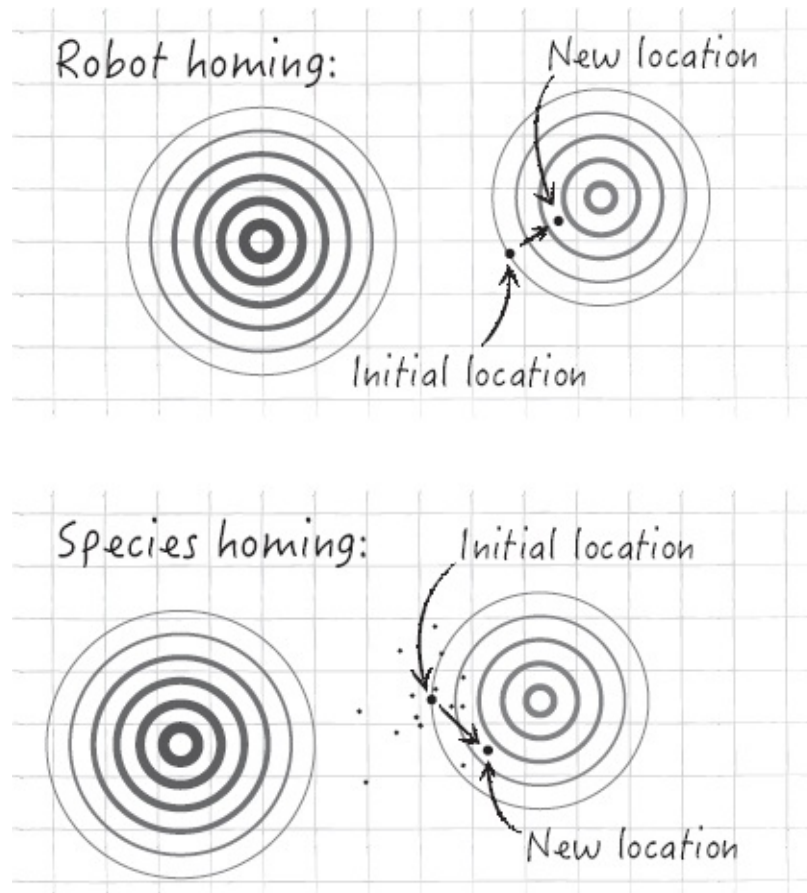 Robot homing:
New location
Initial location
Species homing:
Initial location
New location